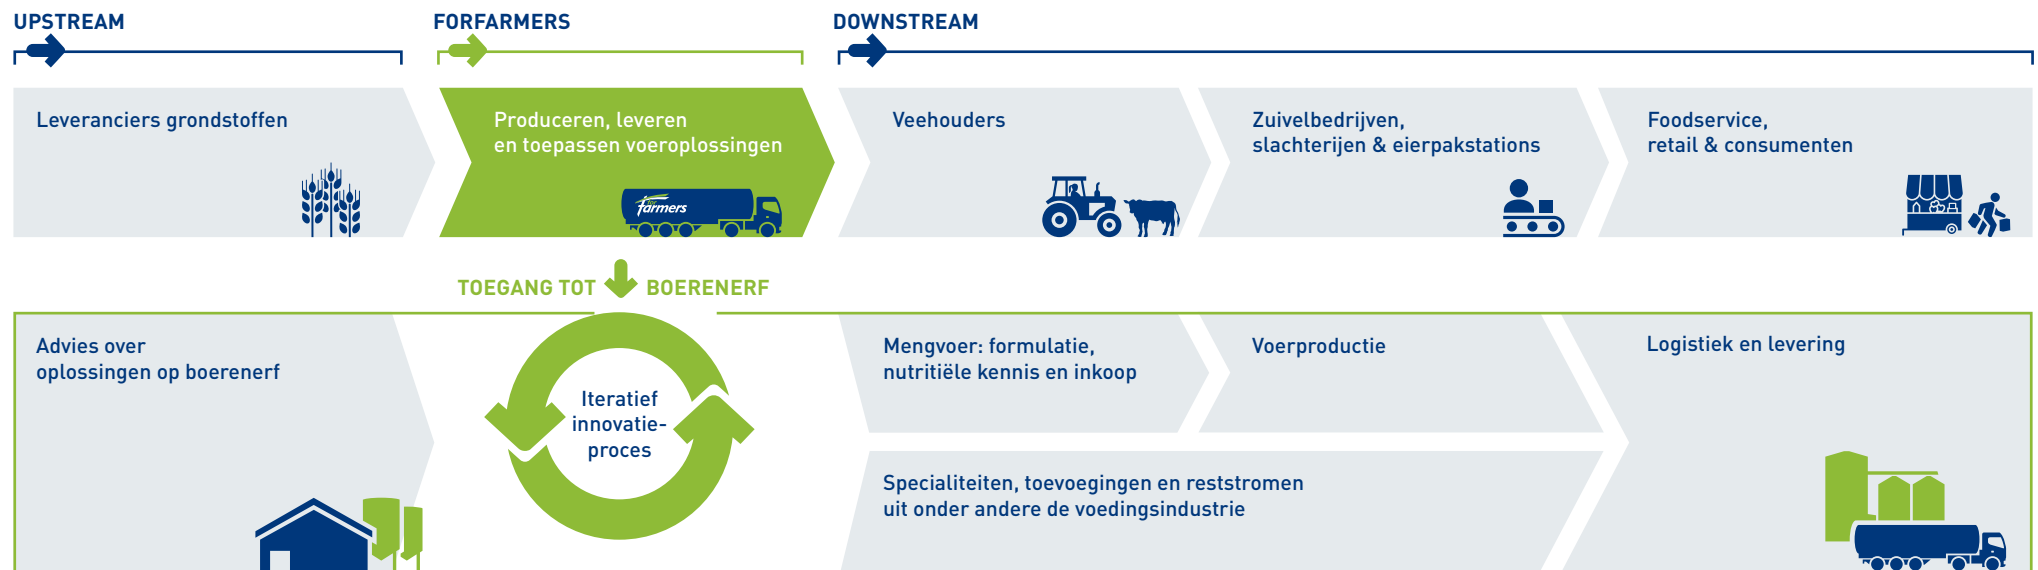 UPSTREAM
FORFARMERS
DOWNSTREAM
Leveranciers grondstoffen
Produceren, leveren
en toepassen voeroplossingen
for
farmers
Veehouders
Zuivelbedrijven,
slachterijen & eierpakstations
Foodservice,
retail & consumenten
TOEGANG TOT BOERENERF
Advies over
oplossingen op boerenerf
Iteratief
innovatie-
proces
Mengvoer: formulatie,
nutritiële kennis en inkoop
Voerproductie
Logistiek en levering
Specialiteiten, toevoegingen en reststromen
uit onder andere de voedingsindustrie